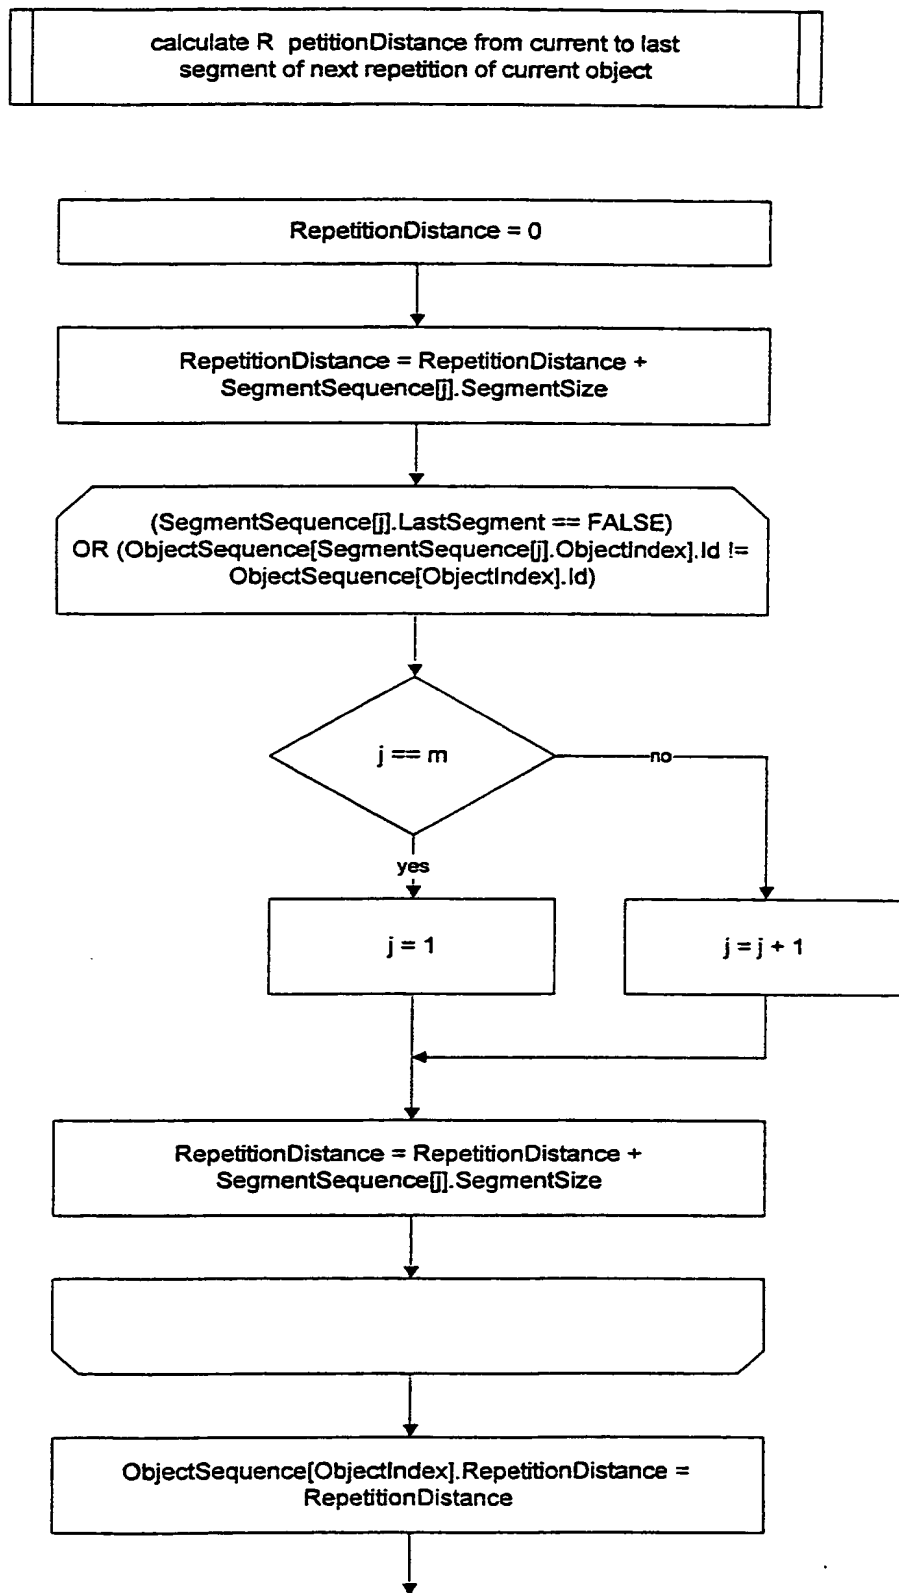 calculate R petitionDistance from current to last
segment of next repetition of current object
RepetitionDistance = 0
RepetitionDistance = RepetitionDistance +
SegmentSequence[j].SegmentSize
(SegmentSequence[j].LastSegment == FALSE)
OR (ObjectSequence[SegmentSequence[j].ObjectIndex].Id !=
ObjectSequence[ObjectIndex].Id)
j == m
no
yes
j = 1
j = j + 1
RepetitionDistance = RepetitionDistance +
SegmentSequence[j].SegmentSize
ObjectSequence[ObjectIndex].RepetitionDistance =
RepetitionDistance